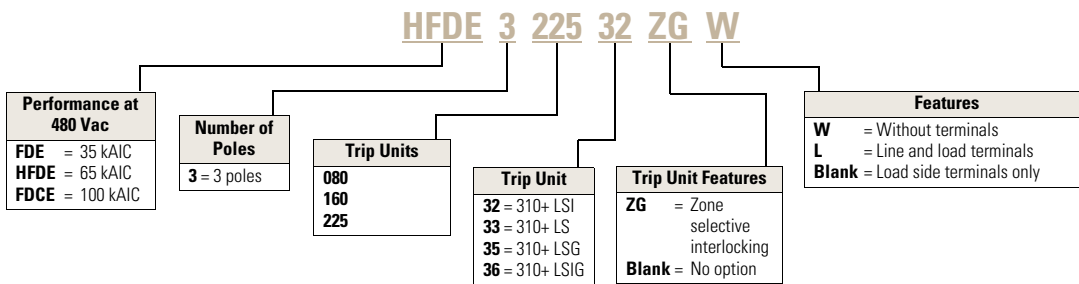 HFDE 3 225 32 ZG W
Performance at
480 Vac
FDE = 35 kAIC
HFDE = 65 kAIC
FDCE = 100 kAIC
Number of
Poles
3 = 3 poles
Trip Units
080
160
225
Trip Unit
32 = 310+ LSI
33 = 310+ LS
35 = 310+ LSG
36 = 310+ LSIG
Trip Unit Features
ZG = Zone
selective
interlocking
Blank = No option
Features
W = Without terminals
L = Line and load terminals
Blank = Load side terminals only